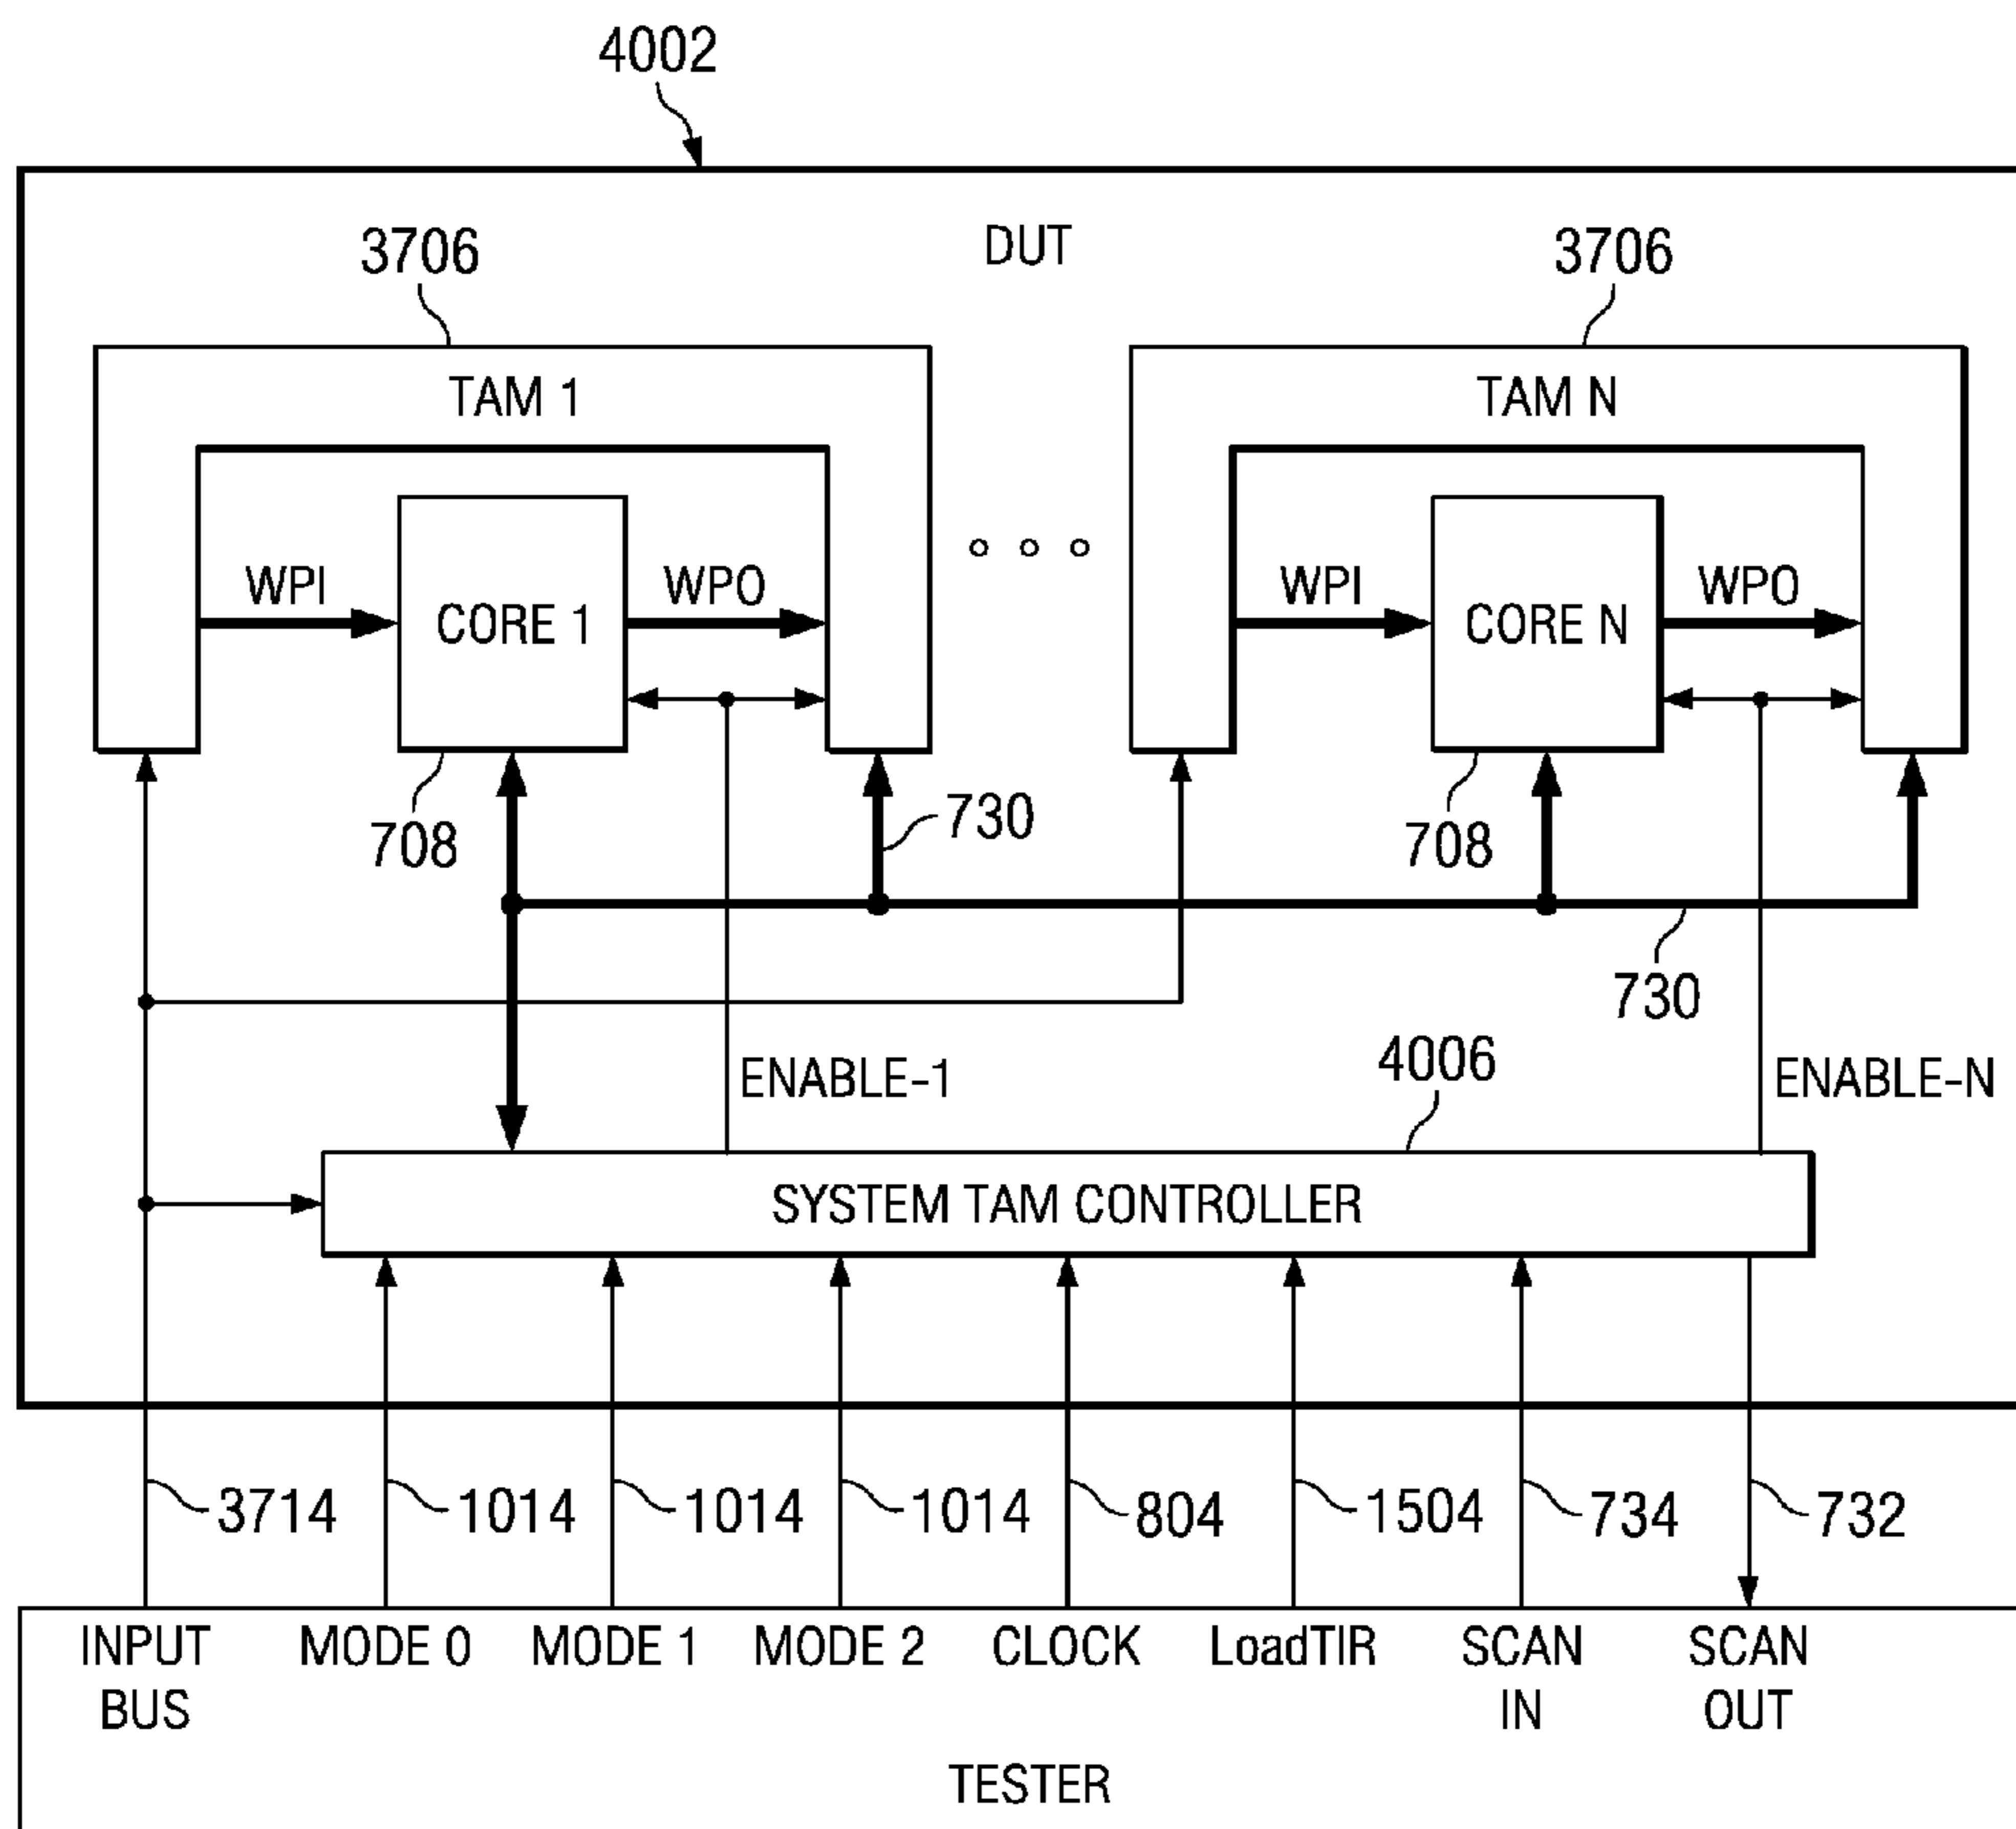 4002
DUT
3706
3706
TAM 1
TAM N
WPI
CORE 1
WPO
WPI
CORE N
WPO
708
730
708
730
ENABLE-1
4006
ENABLE-N
SYSTEM TAM CONTROLLER
3714
1014
1014
1014
804
1504
734
732
INPUT BUS
MODE 0
MODE 1
MODE 2
CLOCK
LoadTIR
SCAN IN
SCAN OUT
TESTER